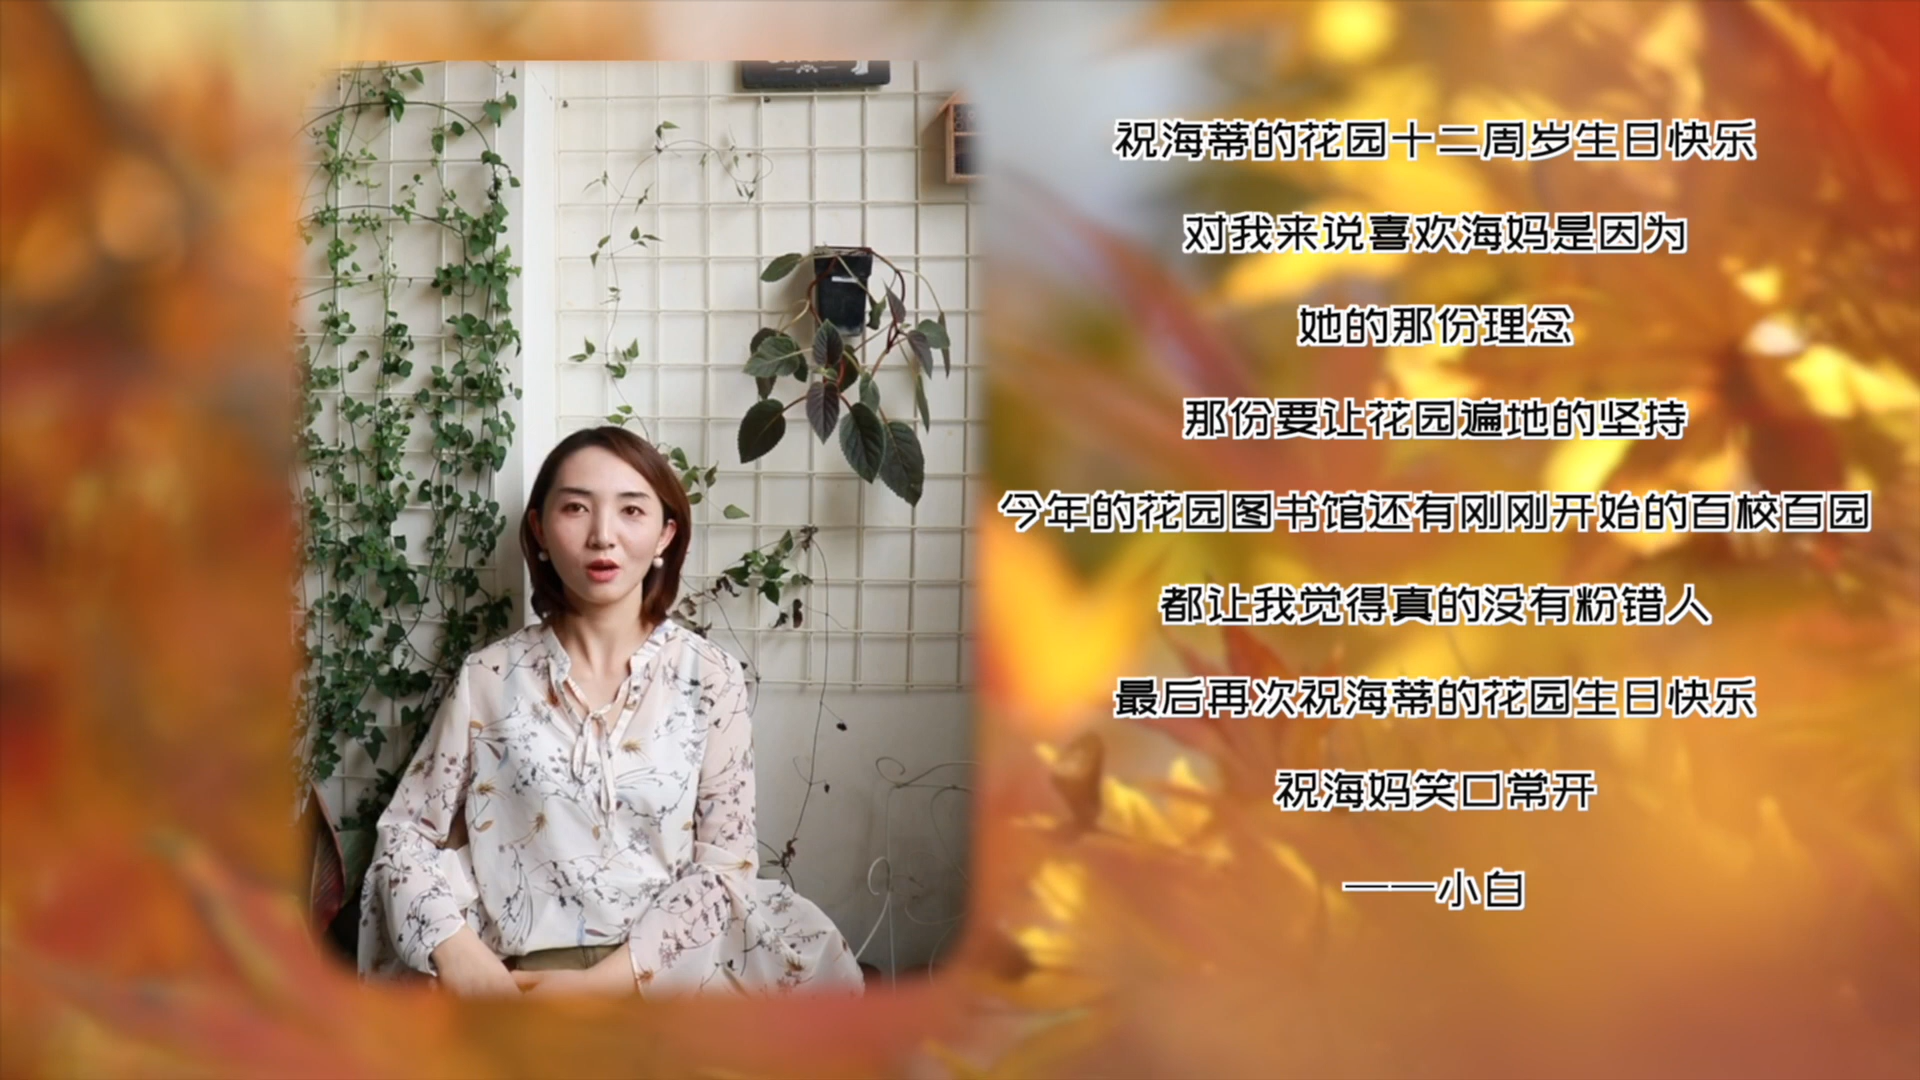 祝海蒂的花园十二周岁生日快乐
对我来说喜欢海妈是因为
她的那份理念
那份要让花园遍地的坚持
今年的花园图书馆还有刚刚开始的百校百园
都让我觉得真的没有粉错人
最后再次祝海蒂的花园生日快乐
祝海妈笑口常开
——小白